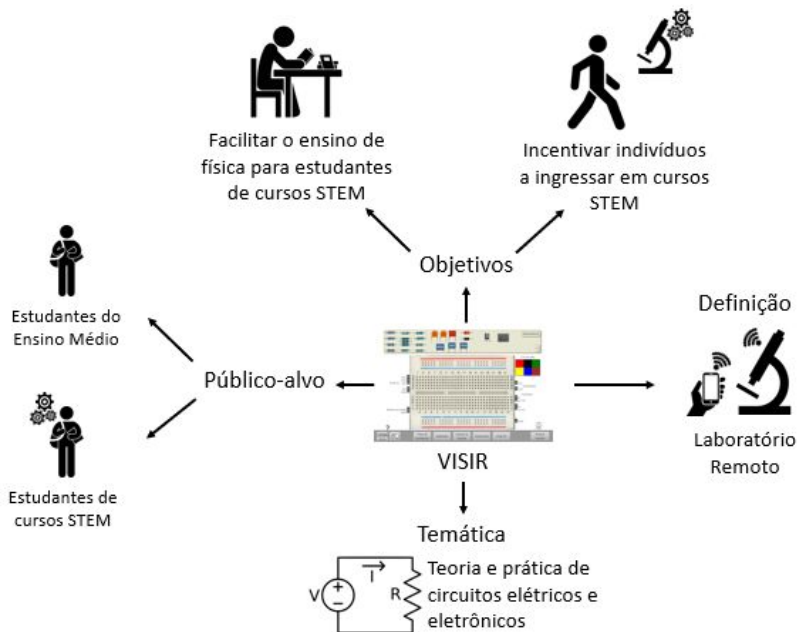 Facilitar o ensino de
física para estudantes
de cursos STEM
Incentivar indivíduos
a ingressar em cursos
STEM
Objetivos
Estudantes do
Ensino Médio
Público-alvo
Estudantes de
cursos STEM
Definição
Laboratório
Remoto
VISIR
Temática
V
I
R
Teoria e prática de
circuitos elétricos e
eletrônicos